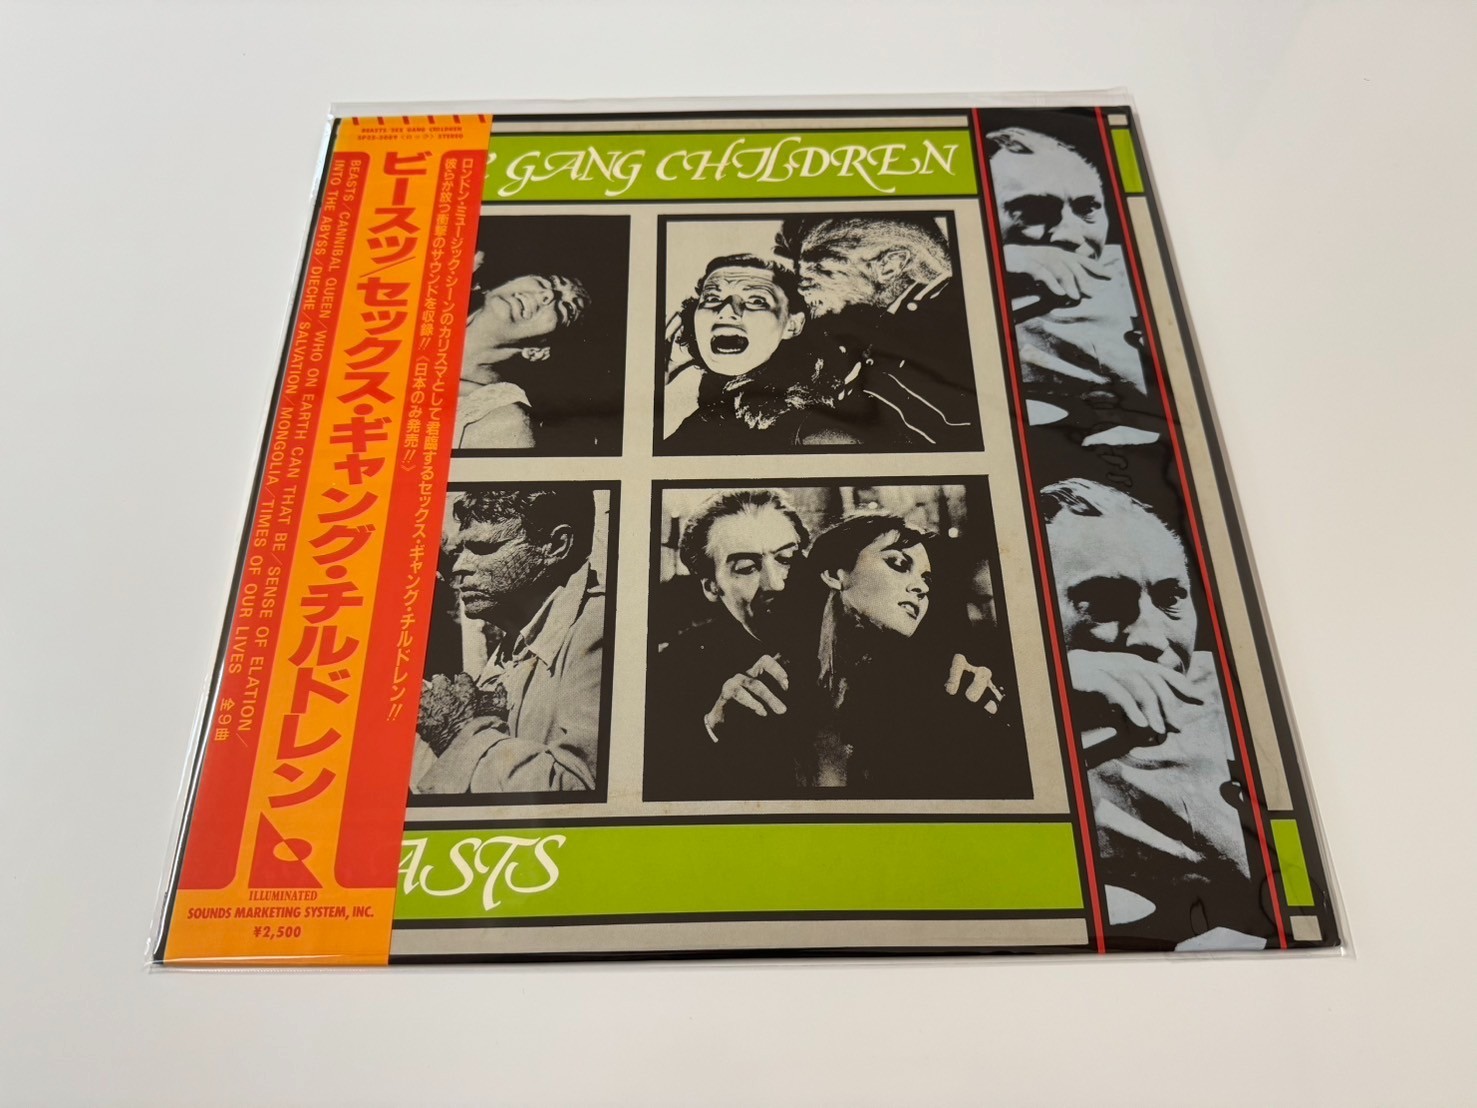 BEASTS/SEX GANG CHILDREN
SP25-5009〈ロック〉STEREO
ロンドン・ミュージック・シーンのカリスマとして君臨するセックス・ギャング・チルドレン!!
彼らが放つ衝撃のサウンドを収録!!〈日本のみ発売!!〉
ビースツ/セックス・ギャング・チルドレン
BEASTS/CANNIBAL QUEEN/WHO ON EARTH CAN THAT BE/SENSE OF ELATION/
INTO THE ABYSS/DIECHE/SALVATION/MONGOLIA/TIMES OF OUR LIVES 全9曲
ILLUMINATED
SOUNDS MARKETING SYSTEM, INC.
¥2,500
GANG CHILDREN
ASTS